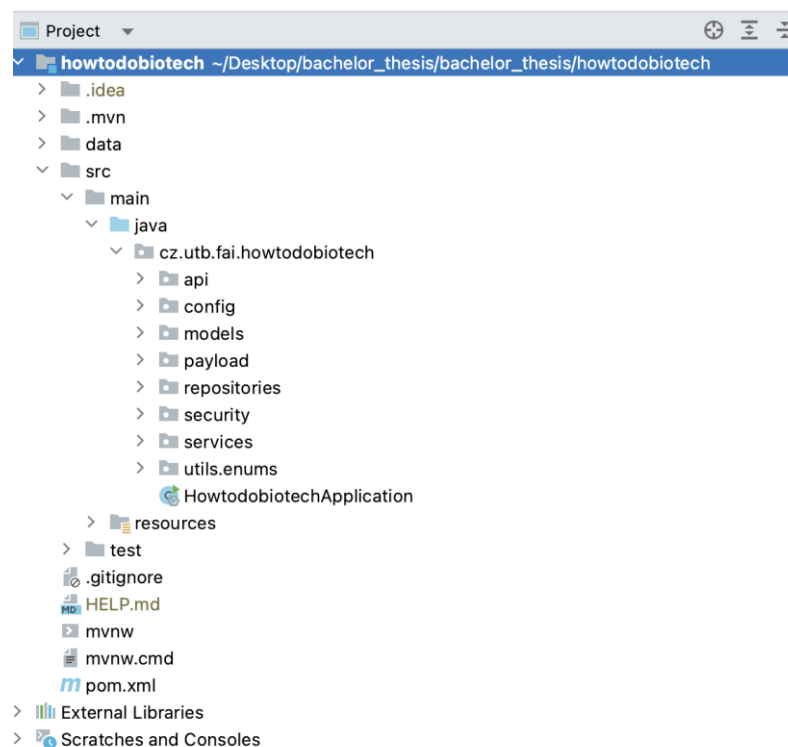 Project
howtodobiotech ~/Desktop/bachelor_thesis/bachelor_thesis/howtodobiotech
.idea
.mvn
data
src
main
java
cz.utb.fai.howtodobiotech
api
config
models
payload
repositories
security
services
utils.enums
HowtodobiotechApplication
resources
test
.gitignore
HELP.md
mvnw
mvnw.cmd
pom.xml
External Libraries
Scratches and Consoles